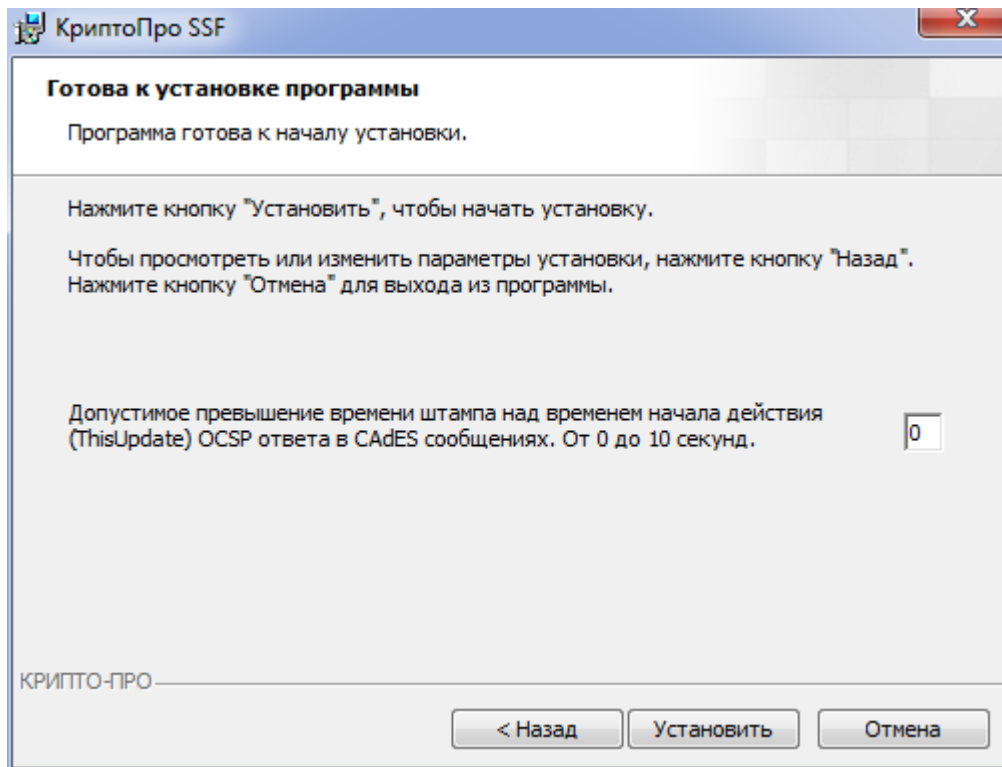 КриптоПро SSF
Готова к установке программы
Программа готова к началу установки.
Нажмите кнопку "Установить", чтобы начать установку.
Чтобы просмотреть или изменить параметры установки, нажмите кнопку "Назад".
Нажмите кнопку "Отмена" для выхода из программы.
Допустимое превышение времени штампа над временем начала действия
(ThisUpdate) OCSP ответа в CAdES сообщениях. От 0 до 10 секунд.
0
КРИПТО-ПРО
< Назад
Установить
Отмена